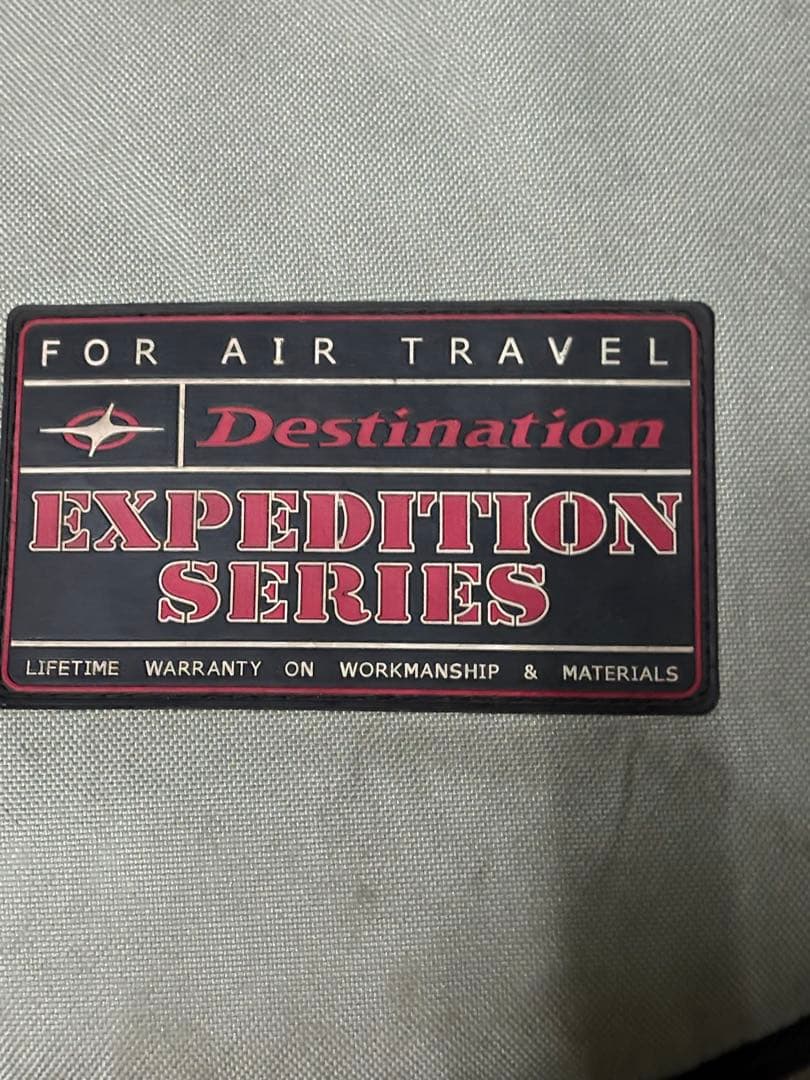 FOR AIR TRAVEL
Destination
EXPEDITION
SERIES
LIFETIME WARRANTY ON WORKMANSHIP & MATERIALS